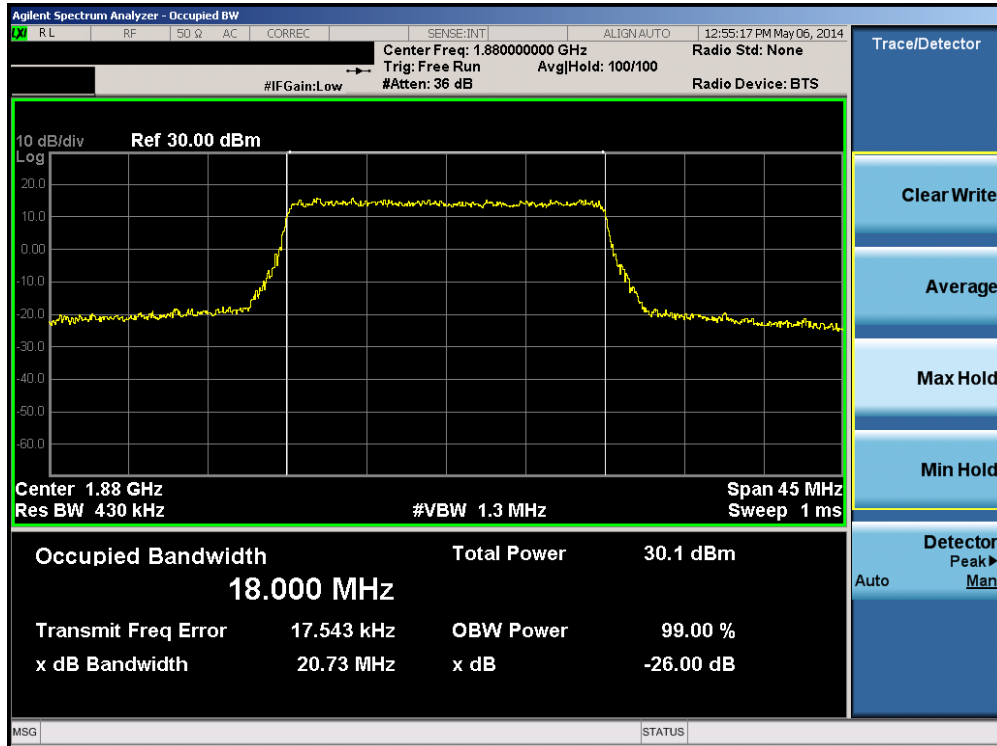 Agilent Spectrum Analyzer - Occupied BW
LXI RL RF 50 Ω AC CORREC SENSE:INT ALIGN AUTO 12:55:17 PM May 06, 2014
Center Freq: 1.880000000 GHz Radio Std: None
Trig: Free Run Avg|Hold: 100/100
#IFGain:Low #Atten: 36 dB Radio Device: BTS
10 dB/div Ref 30.00 dBm
Log
20.0
10.0
0.00
-10.0
-20.0
-30.0
-40.0
-50.0
-60.0
Center 1.88 GHz Span 45 MHz
Res BW 430 kHz #VBW 1.3 MHz Sweep 1 ms
Occupied Bandwidth Total Power 30.1 dBm
18.000 MHz
Transmit Freq Error 17.543 kHz OBW Power 99.00 %
x dB Bandwidth 20.73 MHz x dB -26.00 dB
MSG STATUS
Trace/Detector
Clear Write
Average
Max Hold
Min Hold
Detector
Peak▶
Auto Man